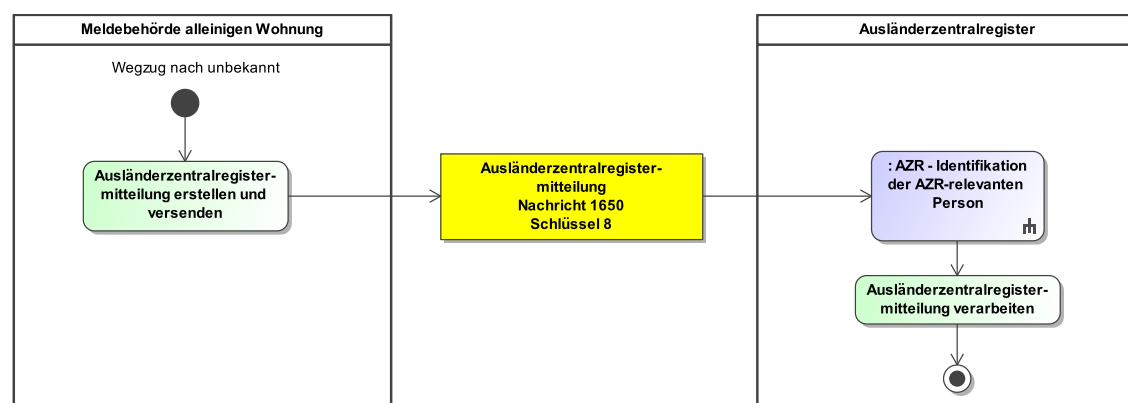 Meldebehörde alleinigen Wohnung
Wegzug nach unbekannt
Ausländerzentralregister-
mitteilung erstellen und
versenden
Ausländerzentralregister-
mitteilung
Nachricht 1650
Schlüssel 8
Ausländerzentralregister
: AZR - Identifikation
der AZR-relevanten
Person
Ausländerzentralregister-
mitteilung verarbeiten